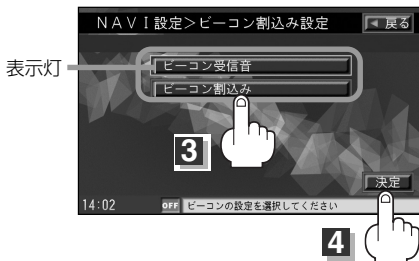 NAVI設定>ビーコン割込み設定
戻る
表示灯
ビーコン受信音
ビーコン割込み
3
決定
14:02
OFF ビーコンの設定を選択してください
4